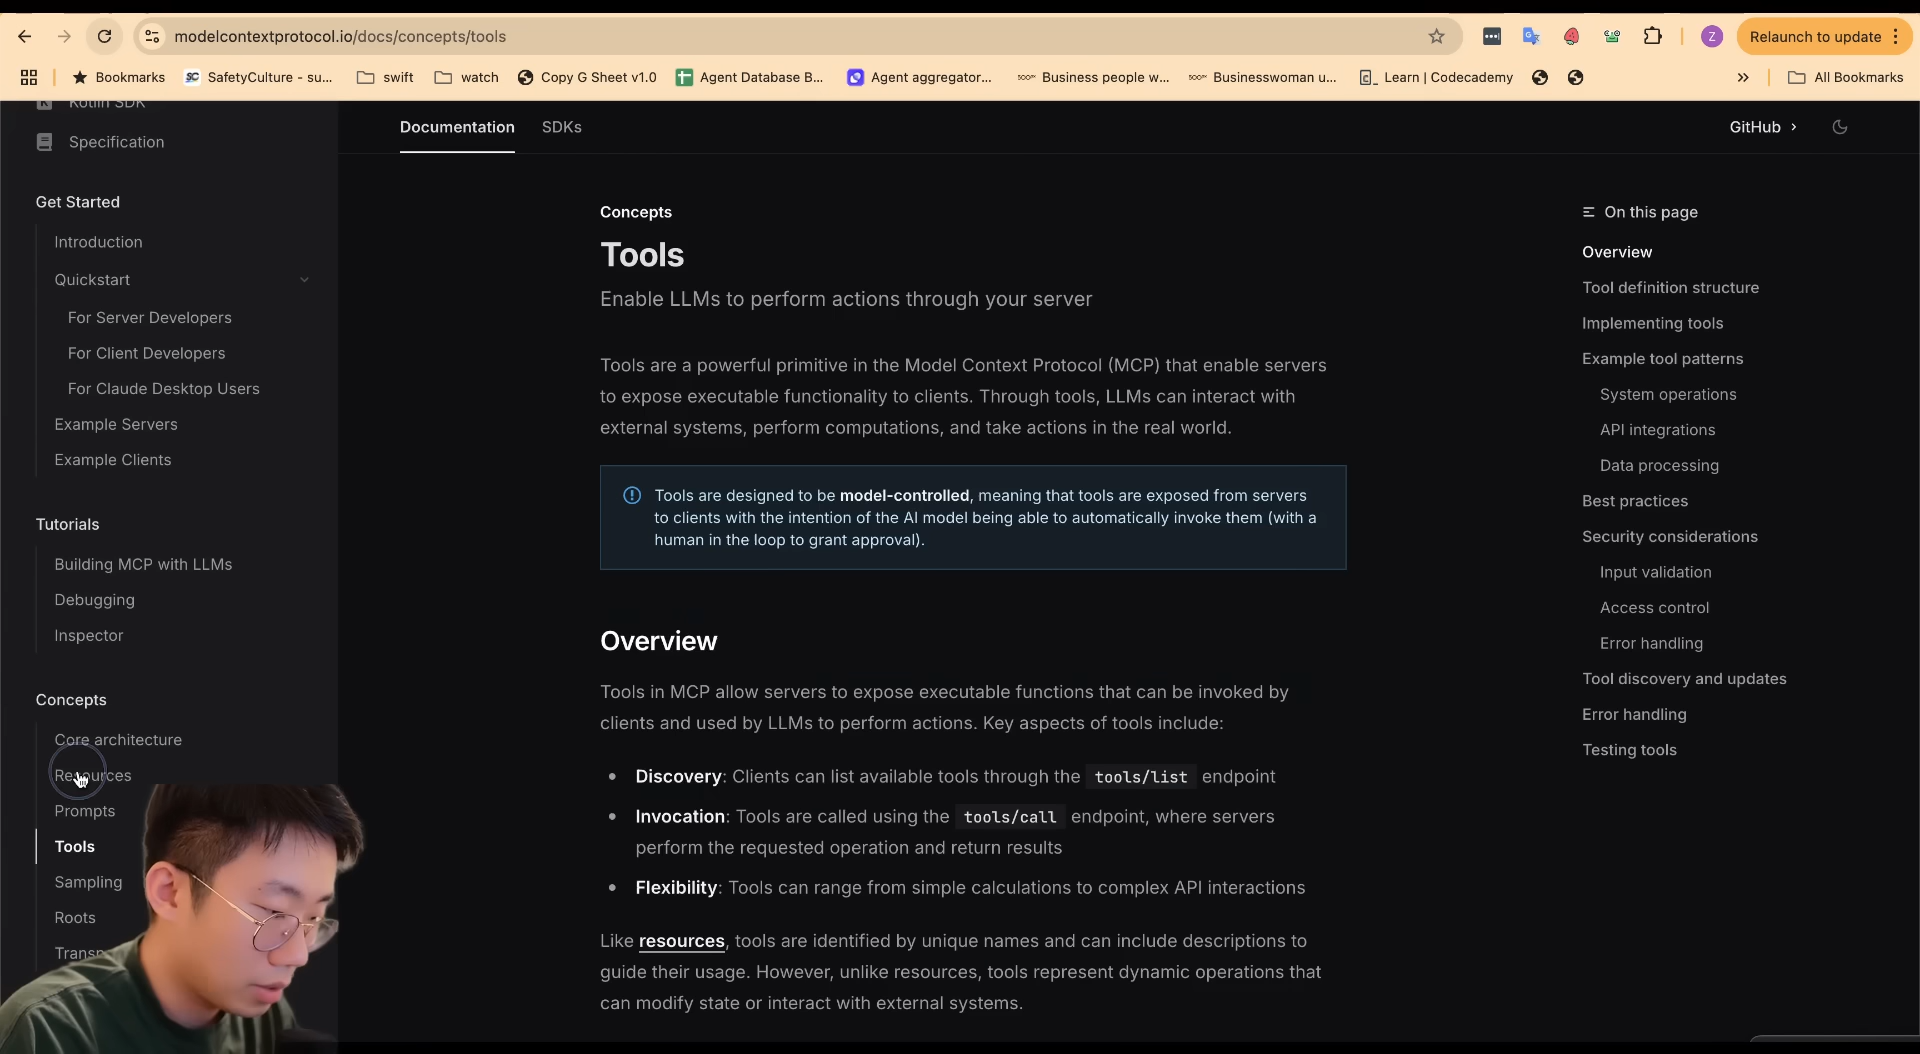 modelcontextprotocol.io/docs/concepts/tools
Z
Relaunch to update
Bookmarks
SafetyCulture - su...
swift
watch
Copy G Sheet v1.0
Agent Database B...
Agent aggregator...
Business people w...
Businesswoman u...
Learn | Codecademy
All Bookmarks
Kotlin SDK
Specification
Get Started
Introduction
Quickstart
For Server Developers
For Client Developers
For Claude Desktop Users
Example Servers
Example Clients
Tutorials
Building MCP with LLMs
Debugging
Inspector
Concepts
Core architecture
Resources
Prompts
Tools
Sampling
Roots
Documentation
SDKs
GitHub
Concepts
Tools
Enable LLMs to perform actions through your server
Tools are a powerful primitive in the Model Context Protocol (MCP) that enable servers
to expose executable functionality to clients. Through tools, LLMs can interact with
external systems, perform computations, and take actions in the real world.
Tools are designed to be model-controlled, meaning that tools are exposed from servers
to clients with the intention of the AI model being able to automatically invoke them (with a
human in the loop to grant approval).
Overview
Tools in MCP allow servers to expose executable functions that can be invoked by
clients and used by LLMs to perform actions. Key aspects of tools include:
• Discovery: Clients can list available tools through the tools/list endpoint
• Invocation: Tools are called using the tools/call endpoint, where servers
perform the requested operation and return results
• Flexibility: Tools can range from simple calculations to complex API interactions
Like resources, tools are identified by unique names and can include descriptions to
guide their usage. However, unlike resources, tools represent dynamic operations that
can modify state or interact with external systems.
On this page
Overview
Tool definition structure
Implementing tools
Example tool patterns
System operations
API integrations
Data processing
Best practices
Security considerations
Input validation
Access control
Error handling
Tool discovery and updates
Error handling
Testing tools